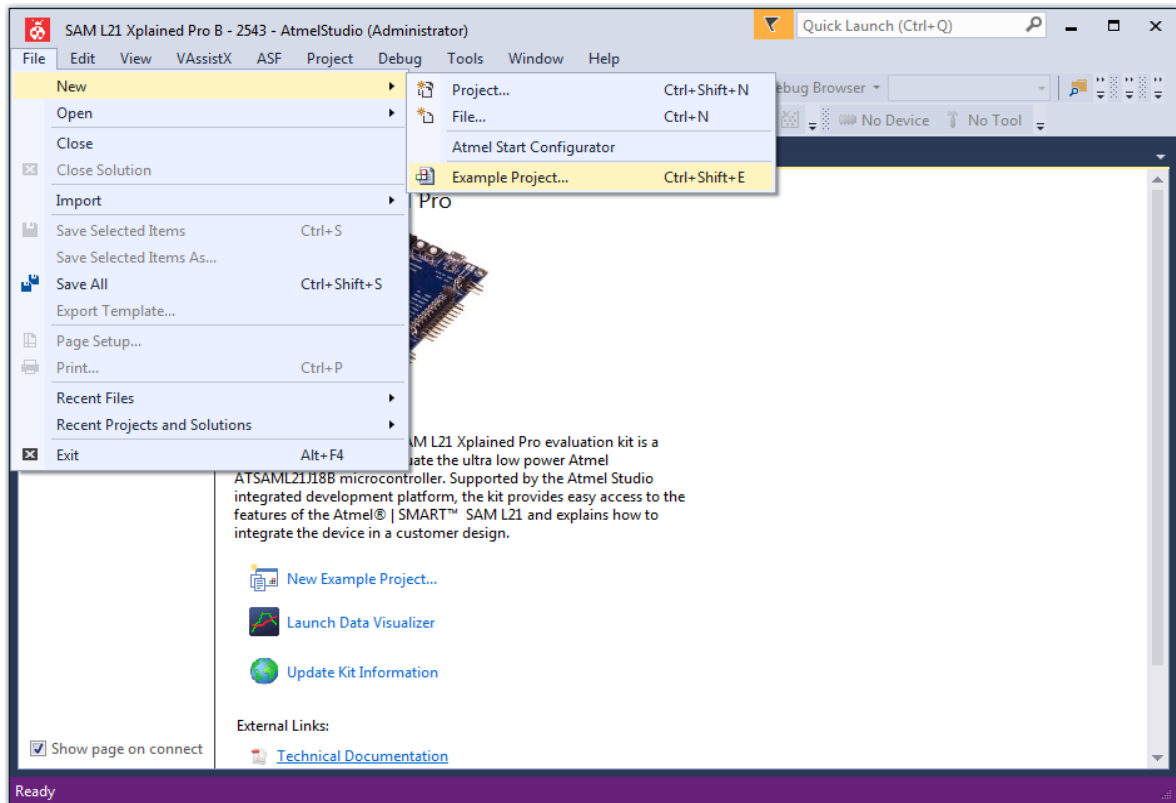 SAM L21 Xplained Pro B - 2543 - AtmelStudio (Administrator)
Quick Launch (Ctrl+Q)
File Edit View VAssistX ASF Project Debug Tools Window Help
New
Open
Close
Close Solution
Import
Save Selected Items Ctrl+S
Save Selected Items As...
Save All Ctrl+Shift+S
Export Template...
Page Setup...
Print... Ctrl+P
Recent Files
Recent Projects and Solutions
Exit Alt+F4
Project... Ctrl+Shift+N
File... Ctrl+N
Atmel Start Configurator
Example Project... Ctrl+Shift+E
ebug Browser
No Device No Tool
Pro
M L21 Xplained Pro evaluation kit is a
uate the ultra low power Atmel
ATSAML21J18B microcontroller. Supported by the Atmel Studio
integrated development platform, the kit provides easy access to the
features of the Atmel® | SMART™ SAM L21 and explains how to
integrate the device in a customer design.
New Example Project...
Launch Data Visualizer
Update Kit Information
External Links:
Technical Documentation
Show page on connect
Ready